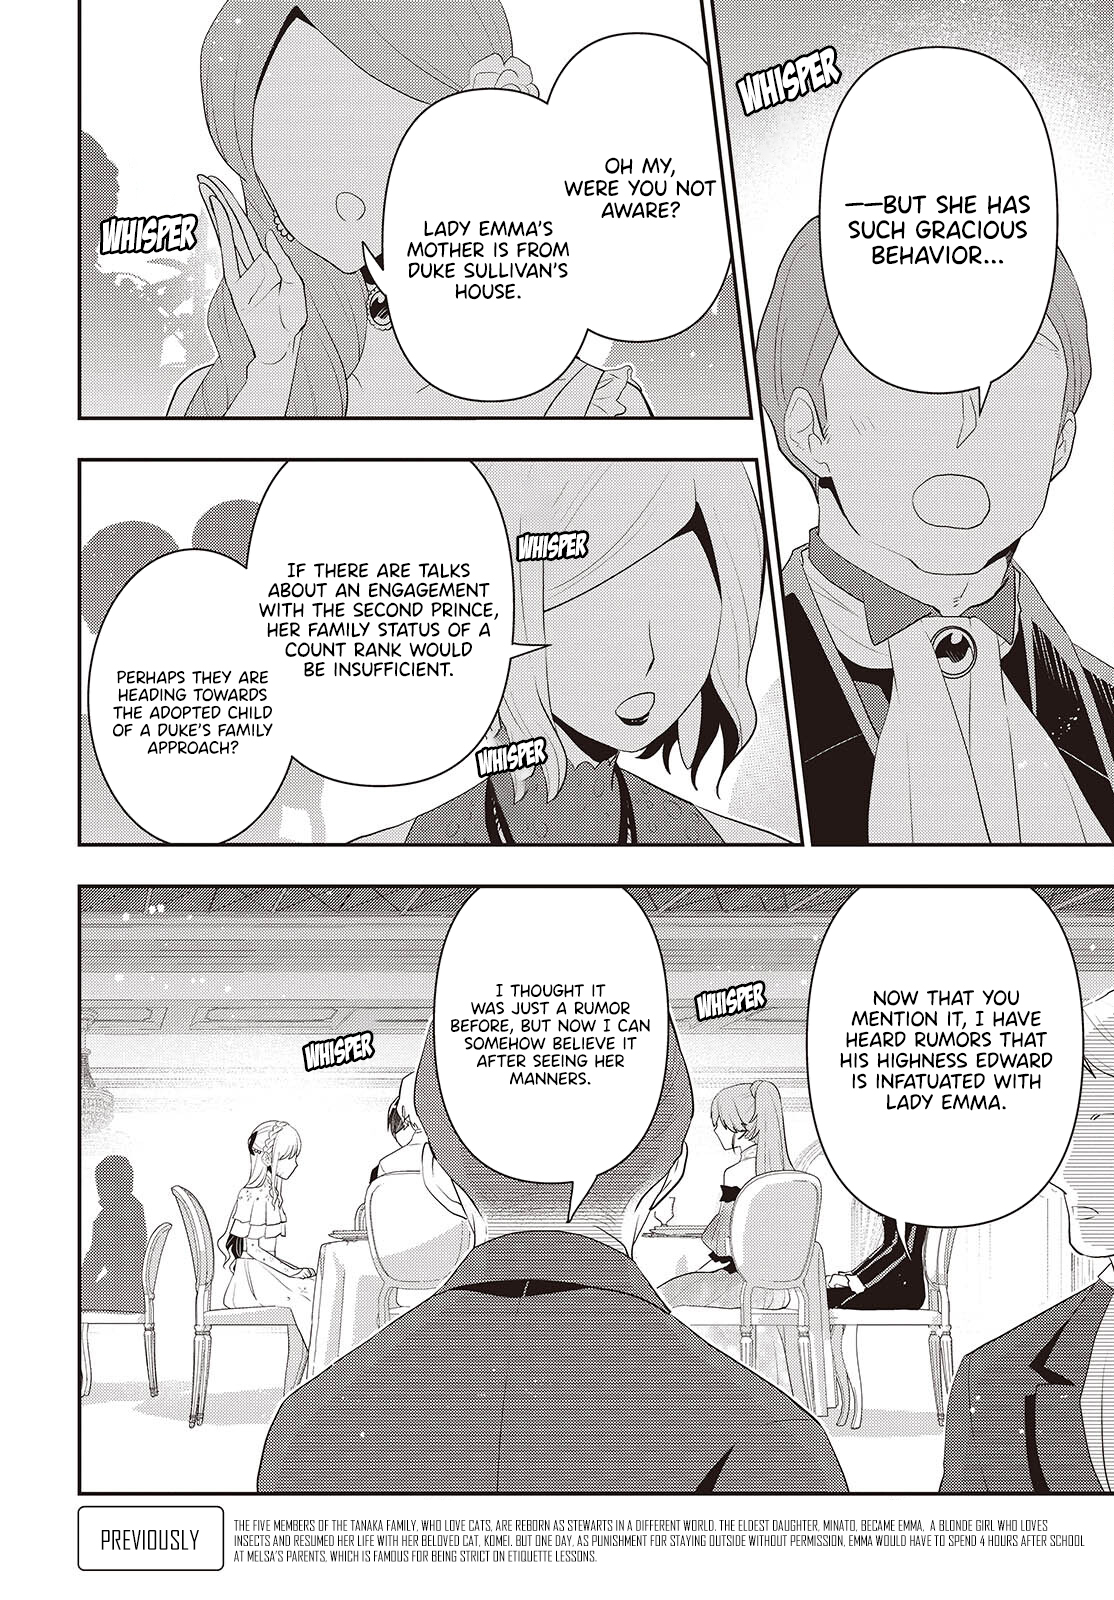 WHISPER
——BUT SHE HAS
SUCH GRACIOUS
BEHAVIOR...
OH MY,
WERE YOU NOT
AWARE?
LADY EMMA'S
MOTHER IS FROM
DUKE SULLIVAN'S
HOUSE.
WHISPER
WHISPER
IF THERE ARE TALKS
ABOUT AN ENGAGEMENT
WITH THE SECOND PRINCE,
HER FAMILY STATUS OF A
COUNT RANK WOULD
BE INSUFFICIENT.
PERHAPS THEY ARE
HEADING TOWARDS
THE ADOPTED CHILD
OF A DUKE'S FAMILY
APPROACH?
WHISPER
NOW THAT YOU
MENTION IT, I HAVE
HEARD RUMORS THAT
HIS HIGHNESS EDWARD
IS INFATUATED WITH
LADY EMMA.
WHISPER
I THOUGHT IT
WAS JUST A RUMOR
BEFORE, BUT NOW I CAN
SOMEHOW BELIEVE IT
AFTER SEEING HER
MANNERS.
WHISPER
PREVIOUSLY
THE FIVE MEMBERS OF THE TANAKA FAMILY, WHO LOVE CATS, ARE REBORN AS STEWARTS IN A DIFFERENT WORLD. THE ELDEST DAUGHTER, MINATO, BECAME EMMA, A BLONDE GIRL WHO LOVES
INSECTS AND RESUMED HER LIFE WITH HER BELOVED CAT, KOMEI. BUT ONE DAY, AS PUNISHMENT FOR STAYING OUTSIDE WITHOUT PERMISSION, EMMA WOULD HAVE TO SPEND 4 HOURS AFTER SCHOOL
AT MELSA'S PARENTS, WHICH IS FAMOUS FOR BEING STRICT ON ETIQUETTE LESSONS.